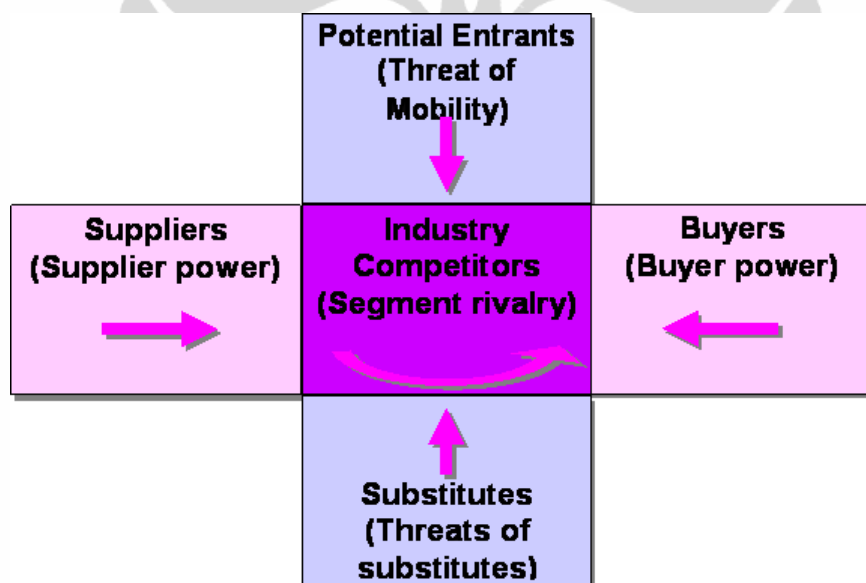 Potential Entrants
(Threat of
Mobility)
Suppliers
(Supplier power)
Industry
Competitors
(Segment rivalry)
Buyers
(Buyer power)
Substitutes
(Threats of
substitutes)